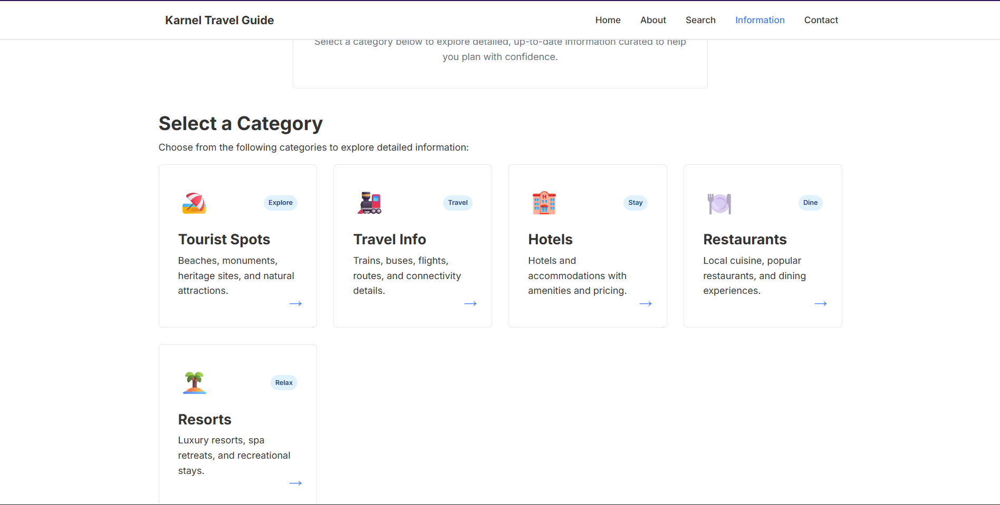 Karnel Travel Guide
Home
About
Search
Information
Contact
Select a category below to explore detailed, up-to-date information curated to help
you plan with confidence.
Select a Category
Choose from the following categories to explore detailed information:
Explore
Tourist Spots
Beaches, monuments,
heritage sites, and natural
attractions.
→
Travel
Travel Info
Trains, buses, flights,
routes, and connectivity
details.
→
H
Stay
Hotels
Hotels and
accommodations with
amenities and pricing.
→
Dine
Restaurants
Local cuisine, popular
restaurants, and dining
experiences.
→
Relax
Resorts
Luxury resorts, spa
retreats, and recreational
stays.
→